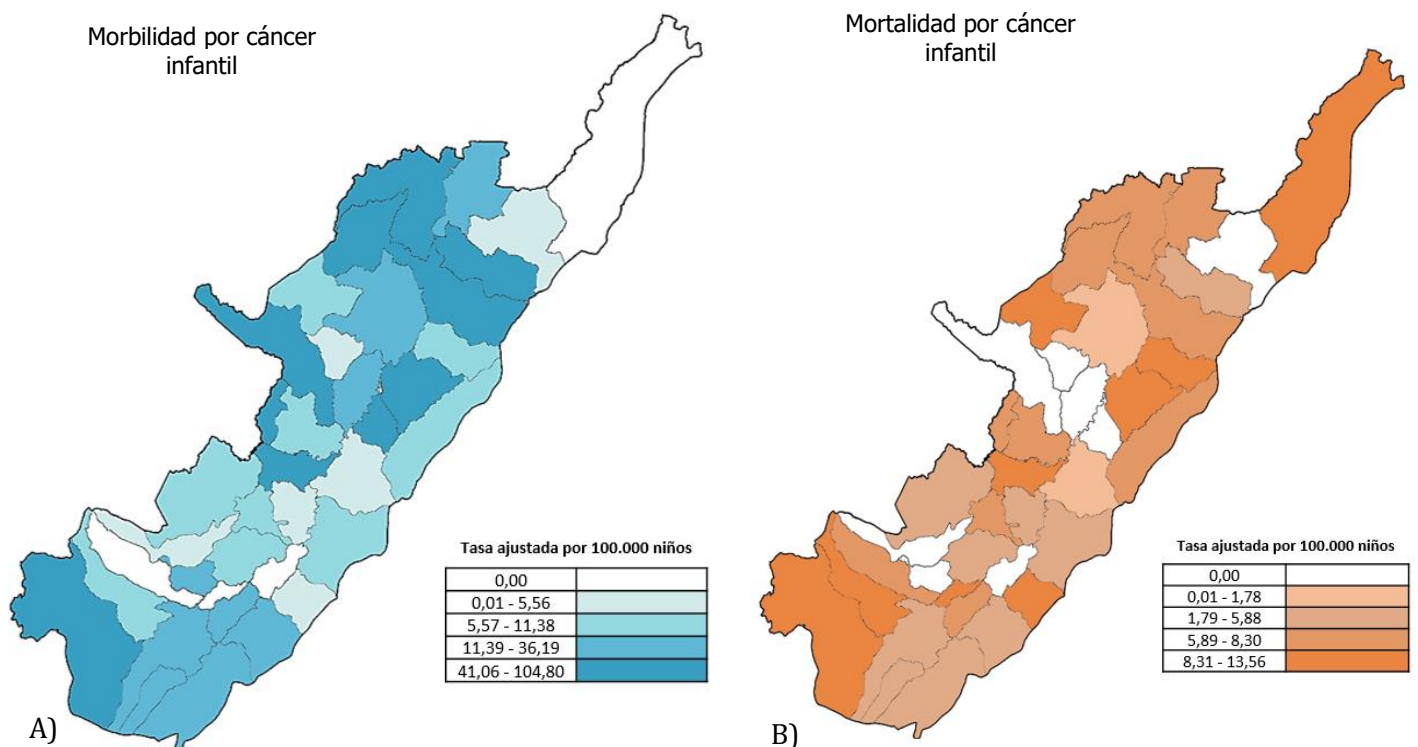 Morbilidad por cáncer
infantil
Mortalidad por cáncer
infantil
Tasa ajustada por 100.000 niños
0,00
0,01 - 5,56
5,57 - 11,38
11,39 - 36,19
41,06 - 104,80
A)
Tasa ajustada por 100.000 niños
0,00
0,01 - 1,78
1,79 - 5,88
5,89 - 8,30
8,31 - 13,56
B)